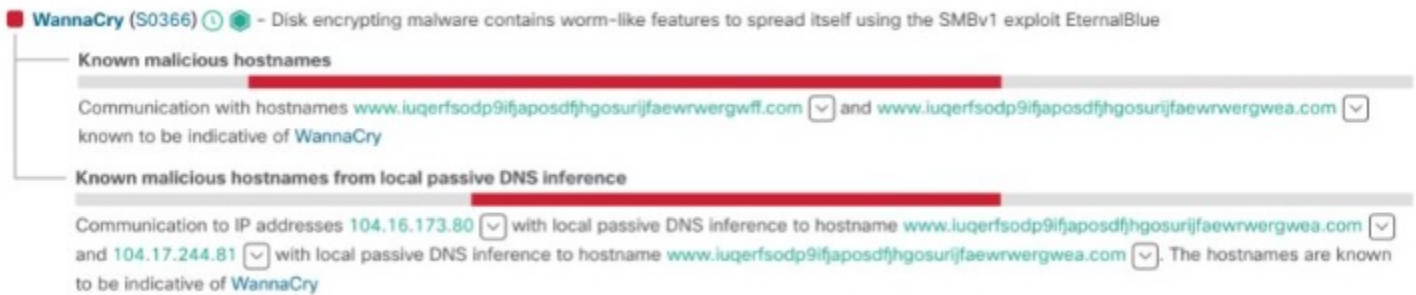 WannaCry (S0366) - Disk encrypting malware contains worm-like features to spread itself using the SMBv1 exploit EternalBlue
Known malicious hostnames
Communication with hostnames www.iuqerfsodp9ifjaposdfjhgosurijfaewrwergwff.com and www.iuqerfsodp9ifjaposdfjhgosurijfaewrwergwea.com
known to be indicative of WannaCry
Known malicious hostnames from local passive DNS inference
Communication to IP addresses 104.16.173.80 with local passive DNS inference to hostname www.iuqerfsodp9ifjaposdfjhgosurijfaewrwergwea.com
and 104.17.244.81 with local passive DNS inference to hostname www.iuqerfsodp9ifjaposdfjhgosurijfaewrwergwea.com. The hostnames are known
to be indicative of WannaCry